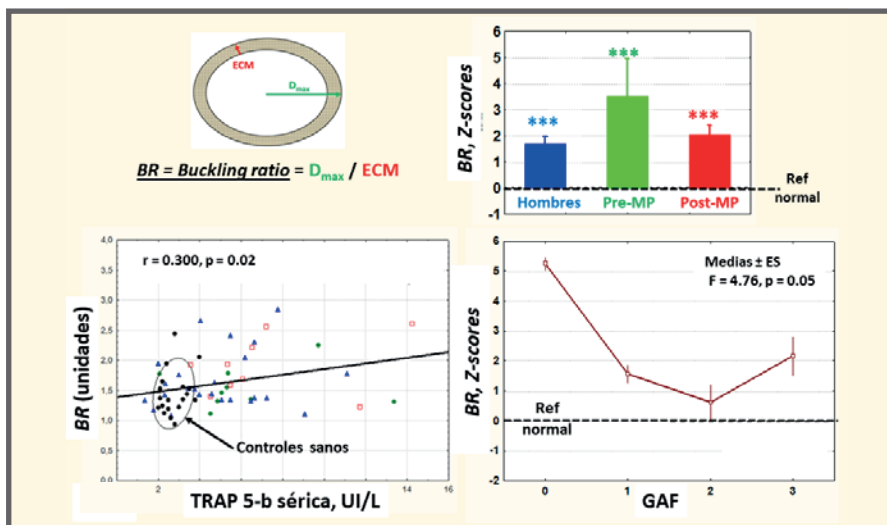 ECM
Dmax
BR = Buckling ratio = Dmax / ECM
BR, Z-scores
6
5
4
3
2
1
0
-1
***
***
***
Hombres
Pre-MP
Post-MP
Ref
normal
BR (unidades)
4,0
3,5
3,0
2,5
2,0
1,5
1,0
0,5
0,0
r = 0.300, p = 0.02
Controles sanos
2
14
16
TRAP 5-b sérica, UI/L
BR, Z-scores
6
5
4
3
2
1
0
-1
-2
Medias ± ES
F = 4.76, p = 0.05
Ref
normal
0
1
2
3
GAF